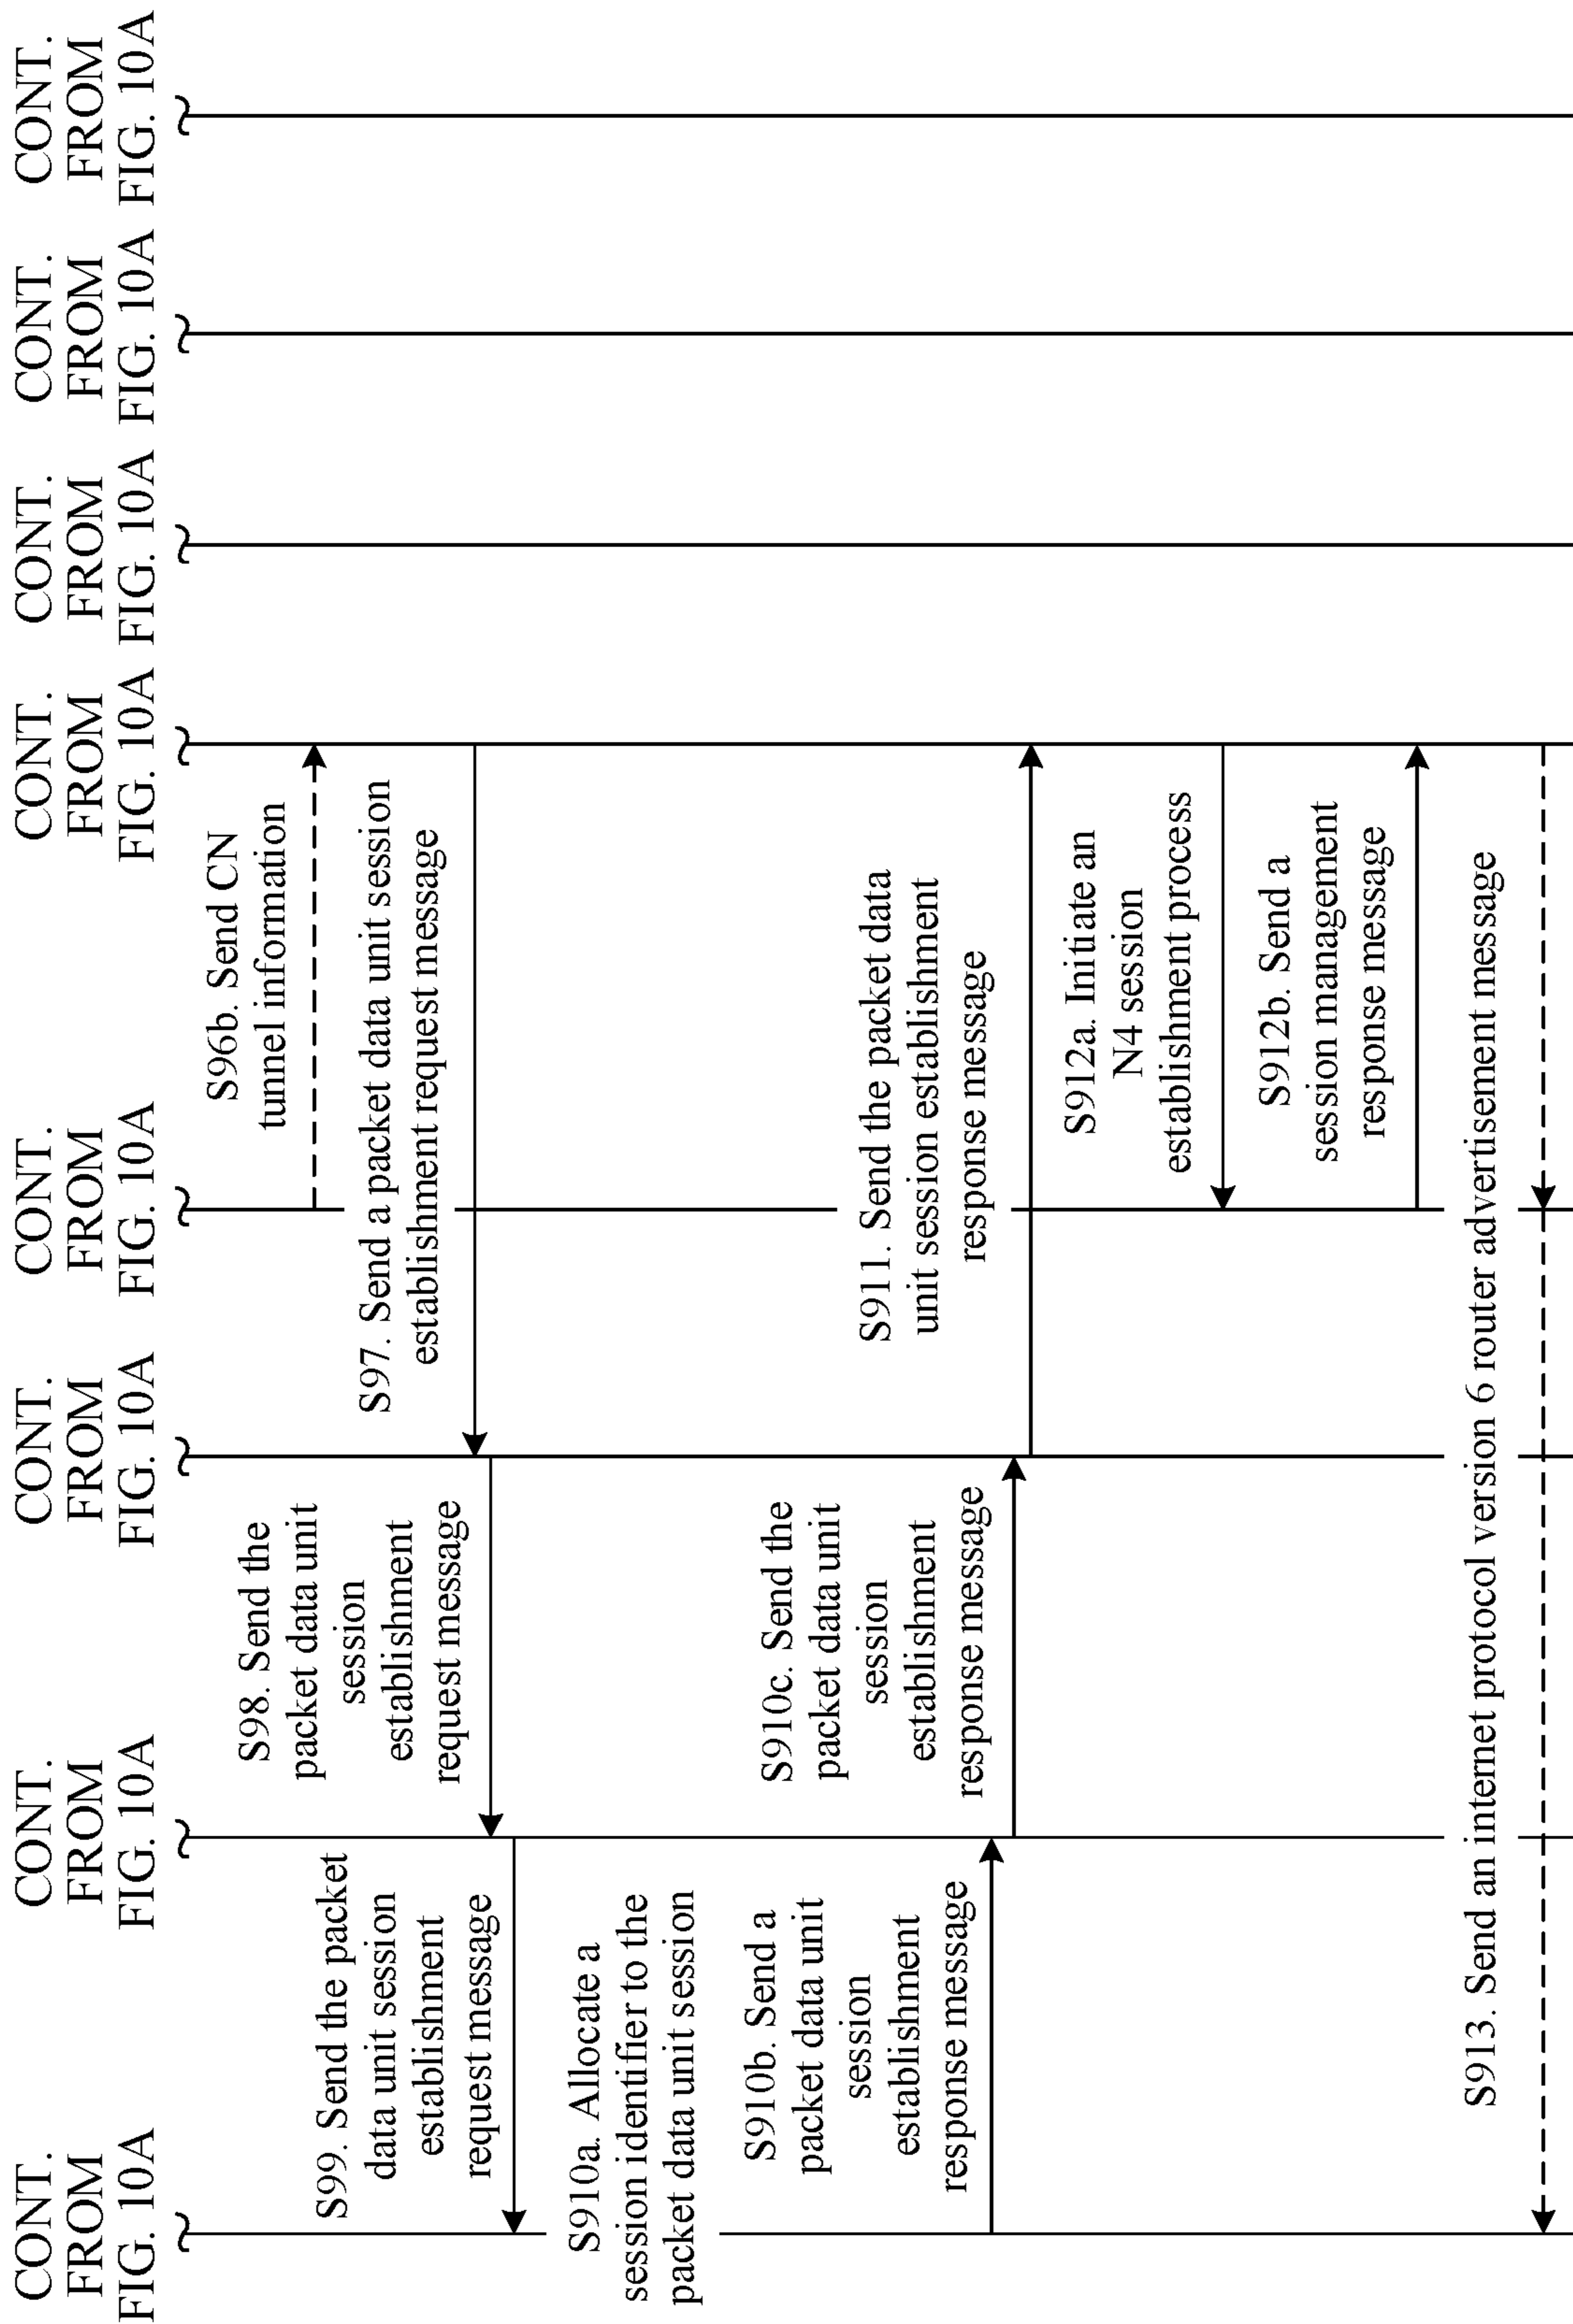 CONT.
FROM
FIG. 10A
CONT.
FROM
FIG. 10A
CONT.
FROM
FIG. 10A
CONT.
FROM
FIG. 10A
CONT.
FROM
FIG. 10A
CONT.
FROM
FIG. 10A
CONT.
FROM
FIG. 10A
CONT.
FROM
FIG. 10A
S96b. Send CN
tunnel information
S97. Send a packet data unit session
establishment request message
S98. Send the
packet data unit
session
establishment
request message
S99. Send the packet
data unit session
establishment
request message
S910a. Allocate a
session identifier to the
packet data unit session
S910b. Send a
packet data unit
session
establishment
response message
S910c. Send the
packet data unit
session
establishment
response message
S911. Send the packet data
unit session establishment
response message
S912a. Initiate an
N4 session
establishment process
S912b. Send a
session management
response message
S913. Send an internet protocol version 6 router advertisement message